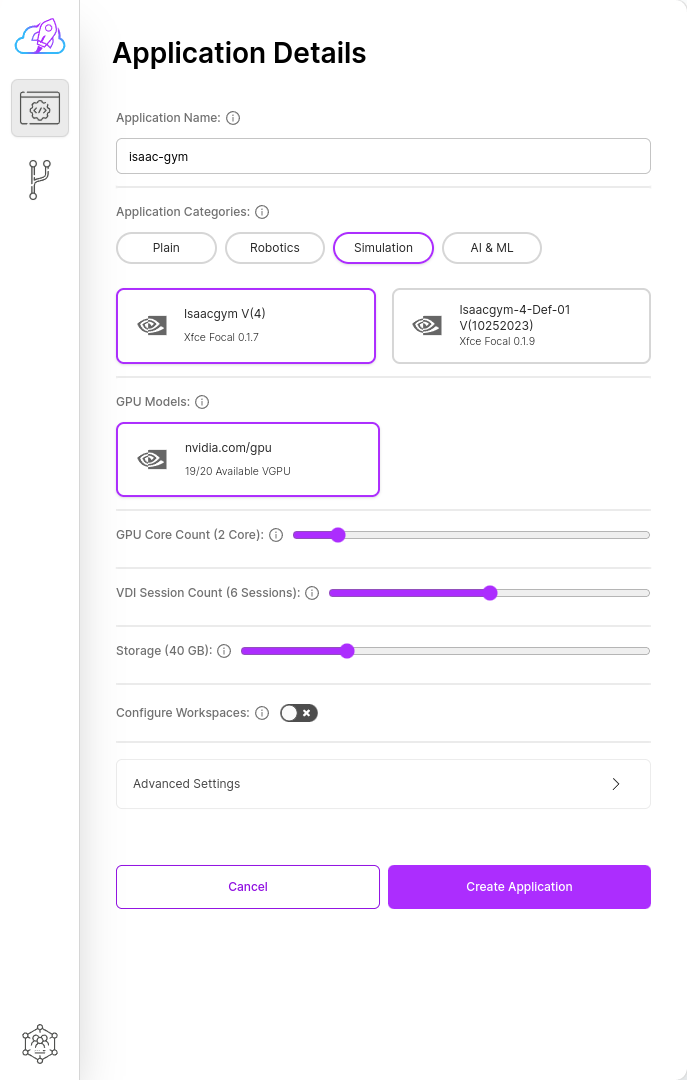 Application Details
Application Name:
isaac-gym
Application Categories:
Plain Robotics Simulation AI & ML
Isaacgym V(4)
Xfce Focal 0.1.7
Isaacgym-4-Def-01
V(10252023)
Xfce Focal 0.1.9
GPU Models:
nvidia.com/gpu
19/20 Available VGPU
GPU Core Count (2 Core):
VDI Session Count (6 Sessions):
Storage (40 GB):
Configure Workspaces:
Advanced Settings
Cancel Create Application